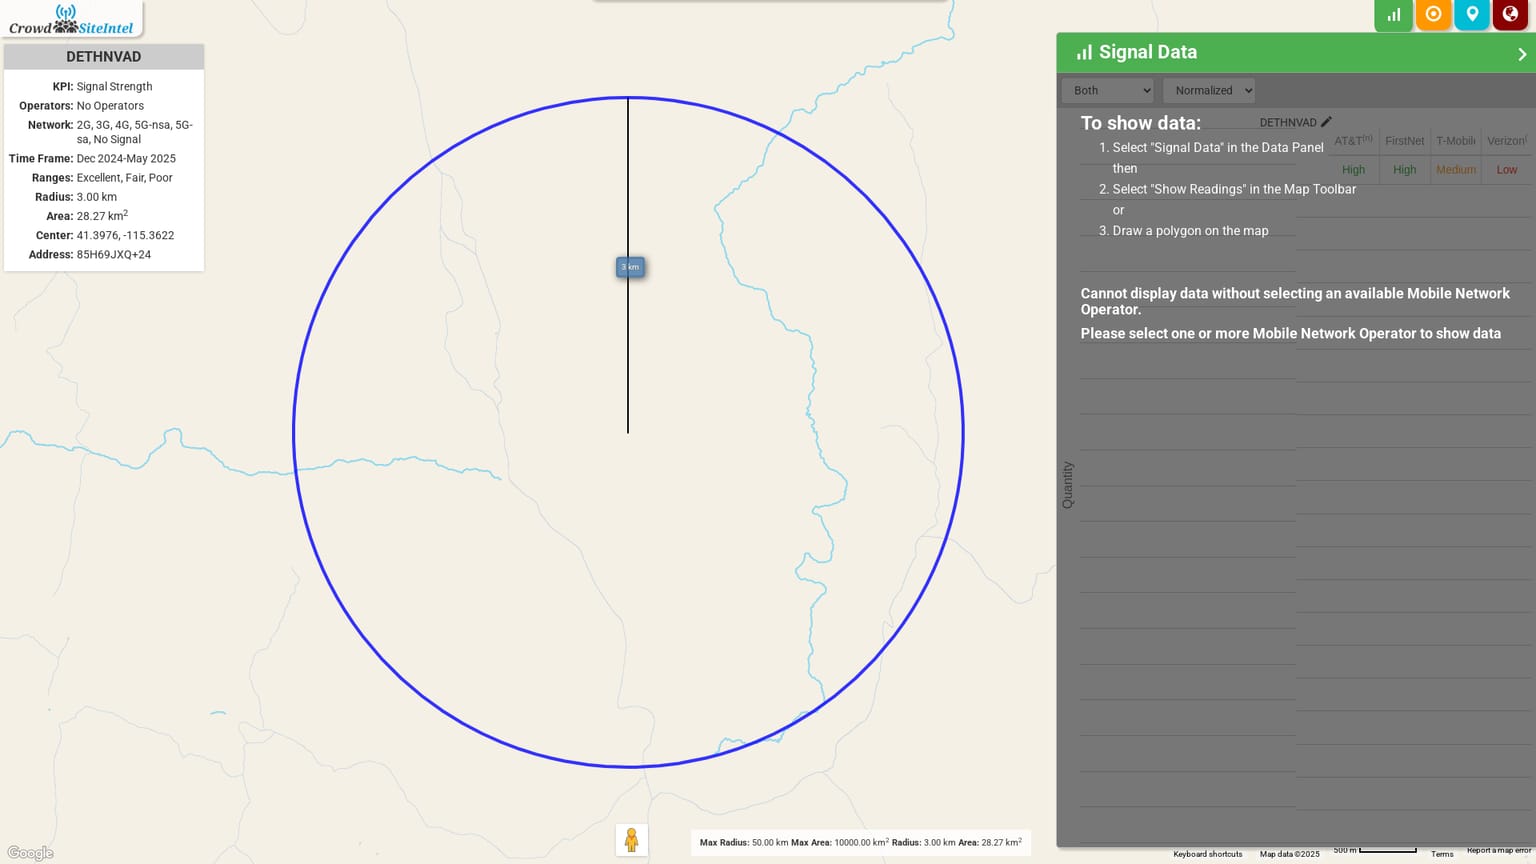 CrowdSiteIntel
DETHNVAD
KPI: Signal Strength
Operators: No Operators
Network: 2G, 3G, 4G, 5G-nsa, 5G-
sa, No Signal
Time Frame: Dec 2024-May 2025
Ranges: Excellent, Fair, Poor
Radius: 3.00 km
Area: 28.27 km2
Center: 41.3976, -115.3622
Address: 85H69JXQ+24
3 km
Signal Data
Both Normalized
To show data:
DETHNVAD
AT&T(n) FirstNet T-Mobile Verizon(
High High Medium Low
1. Select "Signal Data" in the Data Panel
then
2. Select "Show Readings" in the Map Toolbar
or
3. Draw a polygon on the map
Cannot display data without selecting an available Mobile Network
Operator.
Please select one or more Mobile Network Operator to show data
Quantity
Max Radius: 50.00 km Max Area: 10000.00 km2 Radius: 3.00 km Area: 28.27 km2
Google
Keyboard shortcuts Map data ©2025 500 m Terms Report a map error